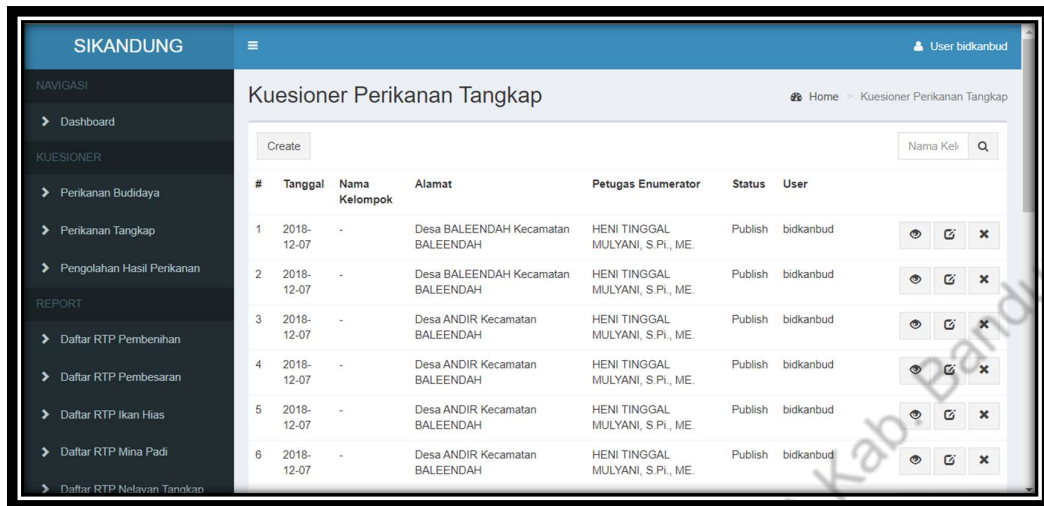 SIKANDUNG
User bidkanbud
NAVIGASI
Dashboard
KUESIONER
Perikanan Budidaya
Perikanan Tangkap
Pengolahan Hasil Perikanan
REPORT
Daftar RTP Pembenihan
Daftar RTP Pembesaran
Daftar RTP Ikan Hias
Daftar RTP Mina Padi
Daftar RTP Nelayan Tangkap
Kuesioner Perikanan Tangkap
Home > Kuesioner Perikanan Tangkap
Create
Nama Kel
# Tanggal Nama Kelompok Alamat Petugas Enumerator Status User
1 2018-12-07 - Desa BALEENDAH Kecamatan BALEENDAH HENI TINGGAL MULYANI, S.Pi., ME. Publish bidkanbud
2 2018-12-07 - Desa BALEENDAH Kecamatan BALEENDAH HENI TINGGAL MULYANI, S.Pi., ME. Publish bidkanbud
3 2018-12-07 - Desa ANDIR Kecamatan BALEENDAH HENI TINGGAL MULYANI, S.Pi., ME. Publish bidkanbud
4 2018-12-07 - Desa ANDIR Kecamatan BALEENDAH HENI TINGGAL MULYANI, S.Pi., ME. Publish bidkanbud
5 2018-12-07 - Desa ANDIR Kecamatan BALEENDAH HENI TINGGAL MULYANI, S.Pi., ME. Publish bidkanbud
6 2018-12-07 - Desa ANDIR Kecamatan BALEENDAH HENI TINGGAL MULYANI, S.Pi., ME. Publish bidkanbud
Kab. Bandu